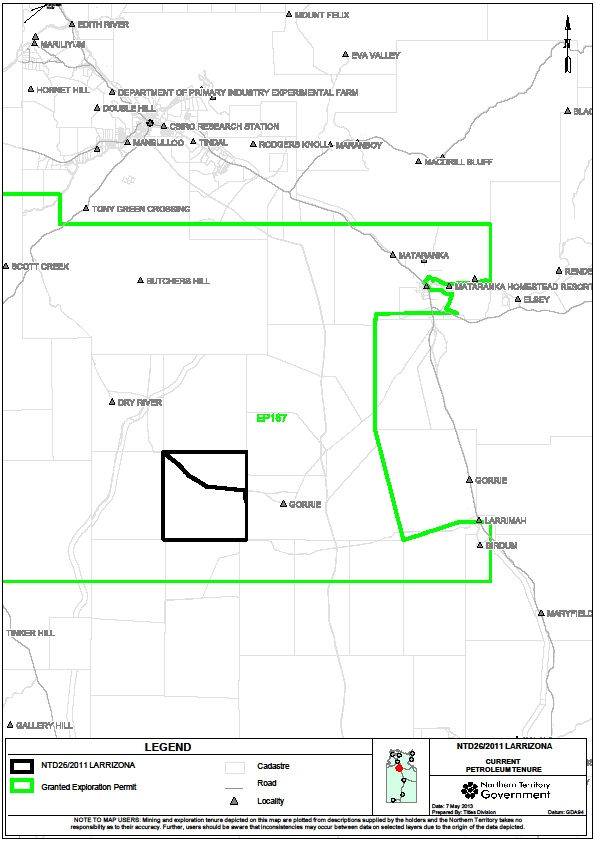 EDITH RIVER
MOUNT FELIX
MARILIYUM
EVA VALLEY
HORNET HILL
DEPARTMENT OF PRIMARY INDUSTRY EXPERIMENTAL FARM
DOUBLE HILL
BLAC
CSIRO RESEARCH STATION
MANBULLOO
TINDAL
RODGERS KNOLL
MARANBOY
MACDRILL BLUFF
TONY GREEN CROSSING
MATARANKA
SCOTT CREEK
RENDE
BUTCHERS HILL
MATARANKA HOMESTEAD RESORT
ELSEY
DRY RIVER
EP167
GORRIE
GORRIE
LARRIMAH
BIRDUM
MARYFIELD
TINKER HILL
GALLERY HILL
LEGEND
NTD26/2011 LARRIZONA
Cadastre
Granted Exploration Permit
Road
Locality
NTD26/2011 LARRIZONA
CURRENT
PETROLEUM TENURE
Northern Territory
Government
Date: 7 May 2013
Prepared By: Titles Division
Datum: GDA94
NOTE TO MAP USERS: Mining and exploration tenure depicted on this map are plotted from descriptions supplied by the holders and the Northern Territory takes no
responsibility as to their accuracy. Further, users should be aware that inconsistencies may occur between data on selected layers due to the origin of the data depicted.